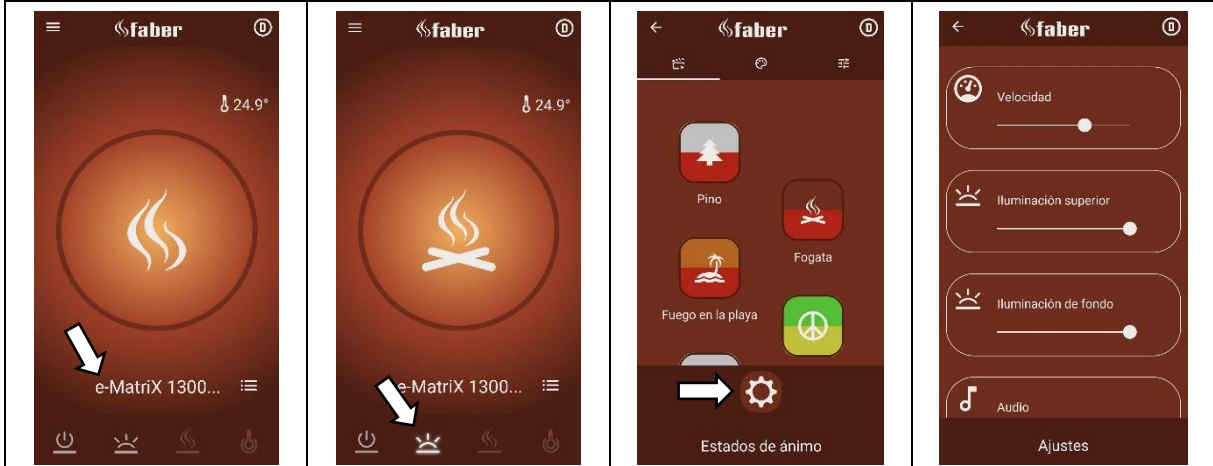 faber
D
24.9°
e-MatriX 1300...
faber
D
24.9°
e-MatriX 1300...
faber
D
Pino
Fogata
Fuego en la playa
Estados de ánimo
faber
D
Velocidad
Iluminación superior
Iluminación de fondo
Audio
Ajustes